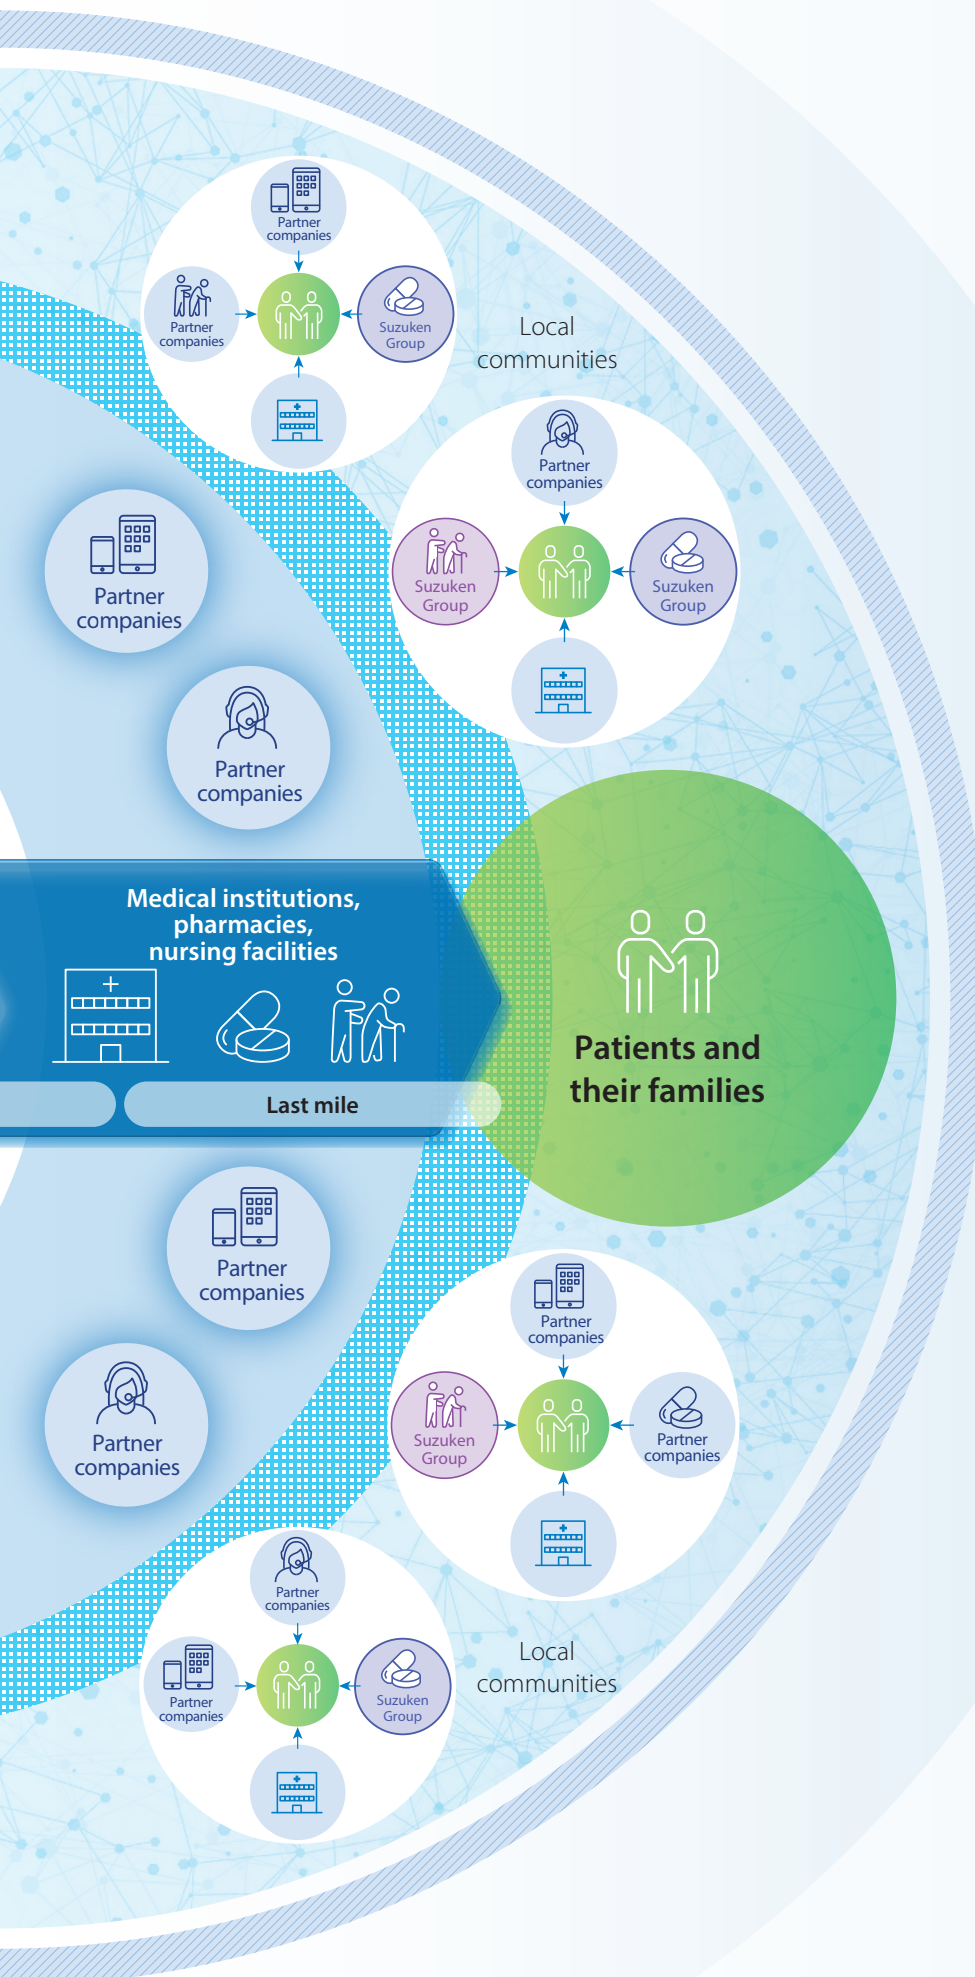 Partner
companies
Partner
companies
Suzuken
Group
Local
communities
Partner
companies
Suzuken
Group
Suzuken
Group
Partner
companies
Partner
companies
Medical institutions,
pharmacies,
nursing facilities
Last mile
Patients and
their families
Partner
companies
Partner
companies
Partner
companies
Suzuken
Group
Partner
companies
Partner
companies
Partner
companies
Suzuken
Group
Local
communities